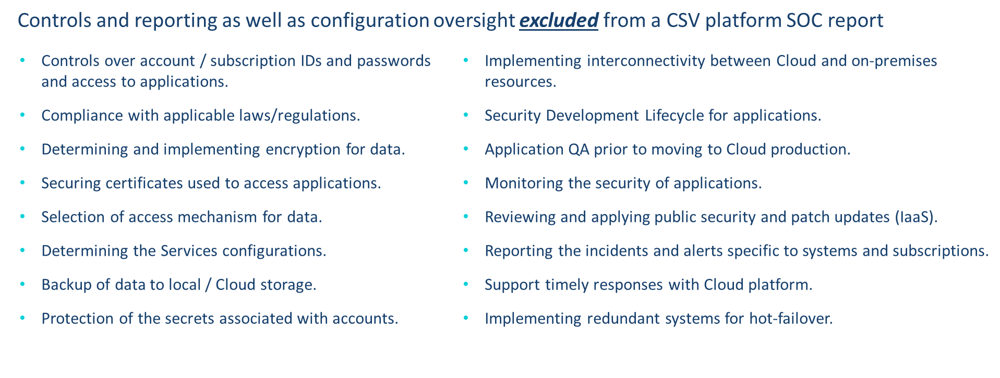 Controls and reporting as well as configuration oversight excluded from a CSV platform SOC report
• Controls over account / subscription IDs and passwords
and access to applications.
• Compliance with applicable laws/regulations.
• Determining and implementing encryption for data.
• Securing certificates used to access applications.
• Selection of access mechanism for data.
• Determining the Services configurations.
• Backup of data to local / Cloud storage.
• Protection of the secrets associated with accounts.
• Implementing interconnectivity between Cloud and on-premises
resources.
• Security Development Lifecycle for applications.
• Application QA prior to moving to Cloud production.
• Monitoring the security of applications.
• Reviewing and applying public security and patch updates (IaaS).
• Reporting the incidents and alerts specific to systems and subscriptions.
• Support timely responses with Cloud platform.
• Implementing redundant systems for hot-failover.